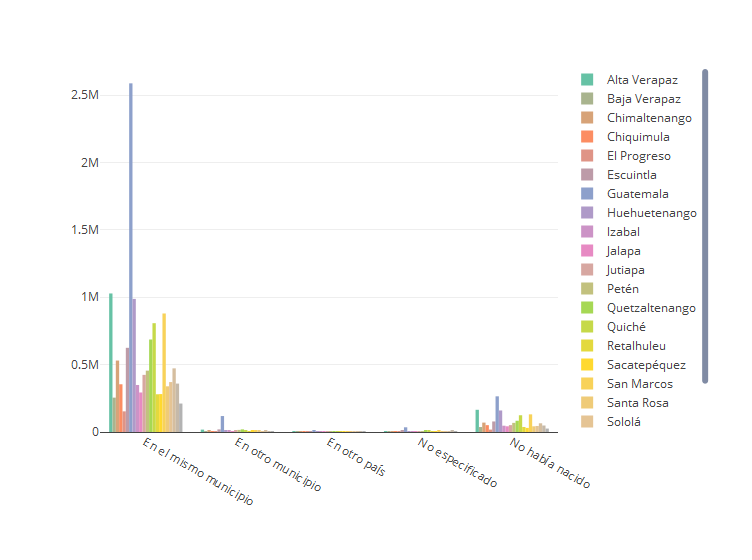 2.5M
2M
1.5M
1M
0.5M
0
En el mismo municipio
En otro municipio
En otro país
No especificado
No había nacido
Alta Verapaz
Baja Verapaz
Chimaltenango
Chiquimula
El Progreso
Escuintla
Guatemala
Huehuetenango
Izabal
Jalapa
Jutiapa
Petén
Quetzaltenango
Quiché
Retalhuleu
Sacatepéquez
San Marcos
Santa Rosa
Sololá